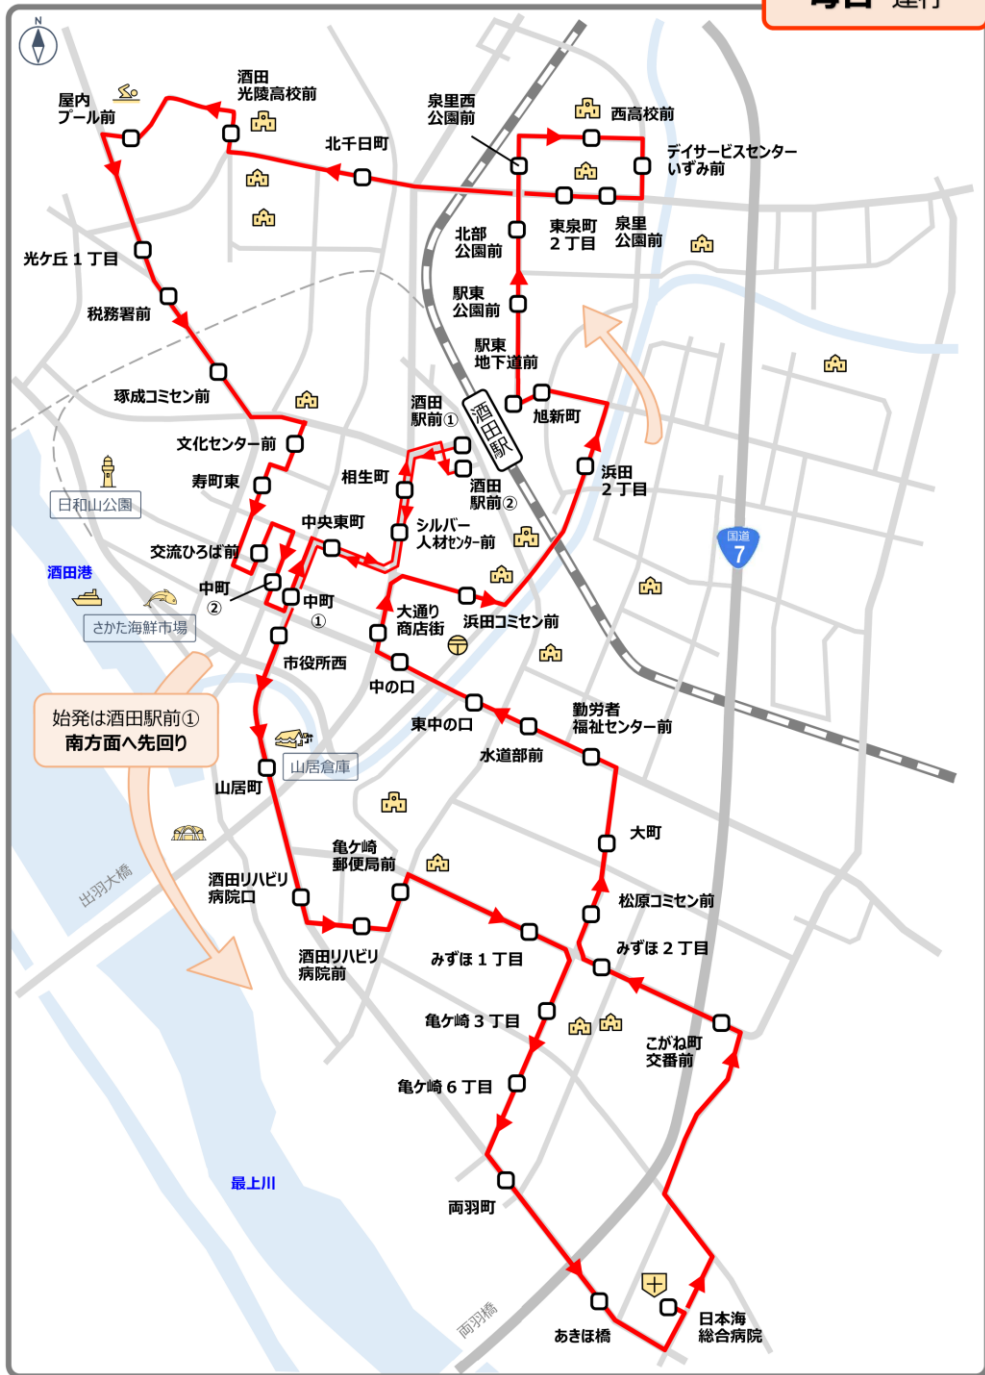 毎日 運行
N
屋内
プール前
酒田
光陵高校前
北千日町
泉里西
公園前
西高校前
デイサービスセンター
いずみ前
東泉町
2丁目
泉里
公園前
北部
公園前
光ケ丘1丁目
税務署前
駅東
公園前
駅東
地下道前
琢成コミセン前
酒田
駅前①
酒田駅
旭新町
文化センター前
相生町
酒田
駅前②
浜田
2丁目
寿町東
日和山公園
中央東町
シルバー
人材センター前
国道
7
交流ひろば前
酒田港
中町
②
中町
①
大通り
商店街
浜田コミセン前
さかた海鮮市場
市役所西
中の口
東中の口
勤労者
福祉センター前
始発は酒田駅前①
南方面へ先回り
水道部前
山居倉庫
山居町
大町
亀ケ崎
郵便局前
出羽大橋
酒田リハビリ
病院口
松原コミセン前
酒田リハビリ
病院前
みずほ1丁目
みずほ2丁目
亀ケ崎3丁目
こがね町
交番前
亀ケ崎6丁目
最上川
両羽町
両羽橋
あきほ橋
日本海
総合病院